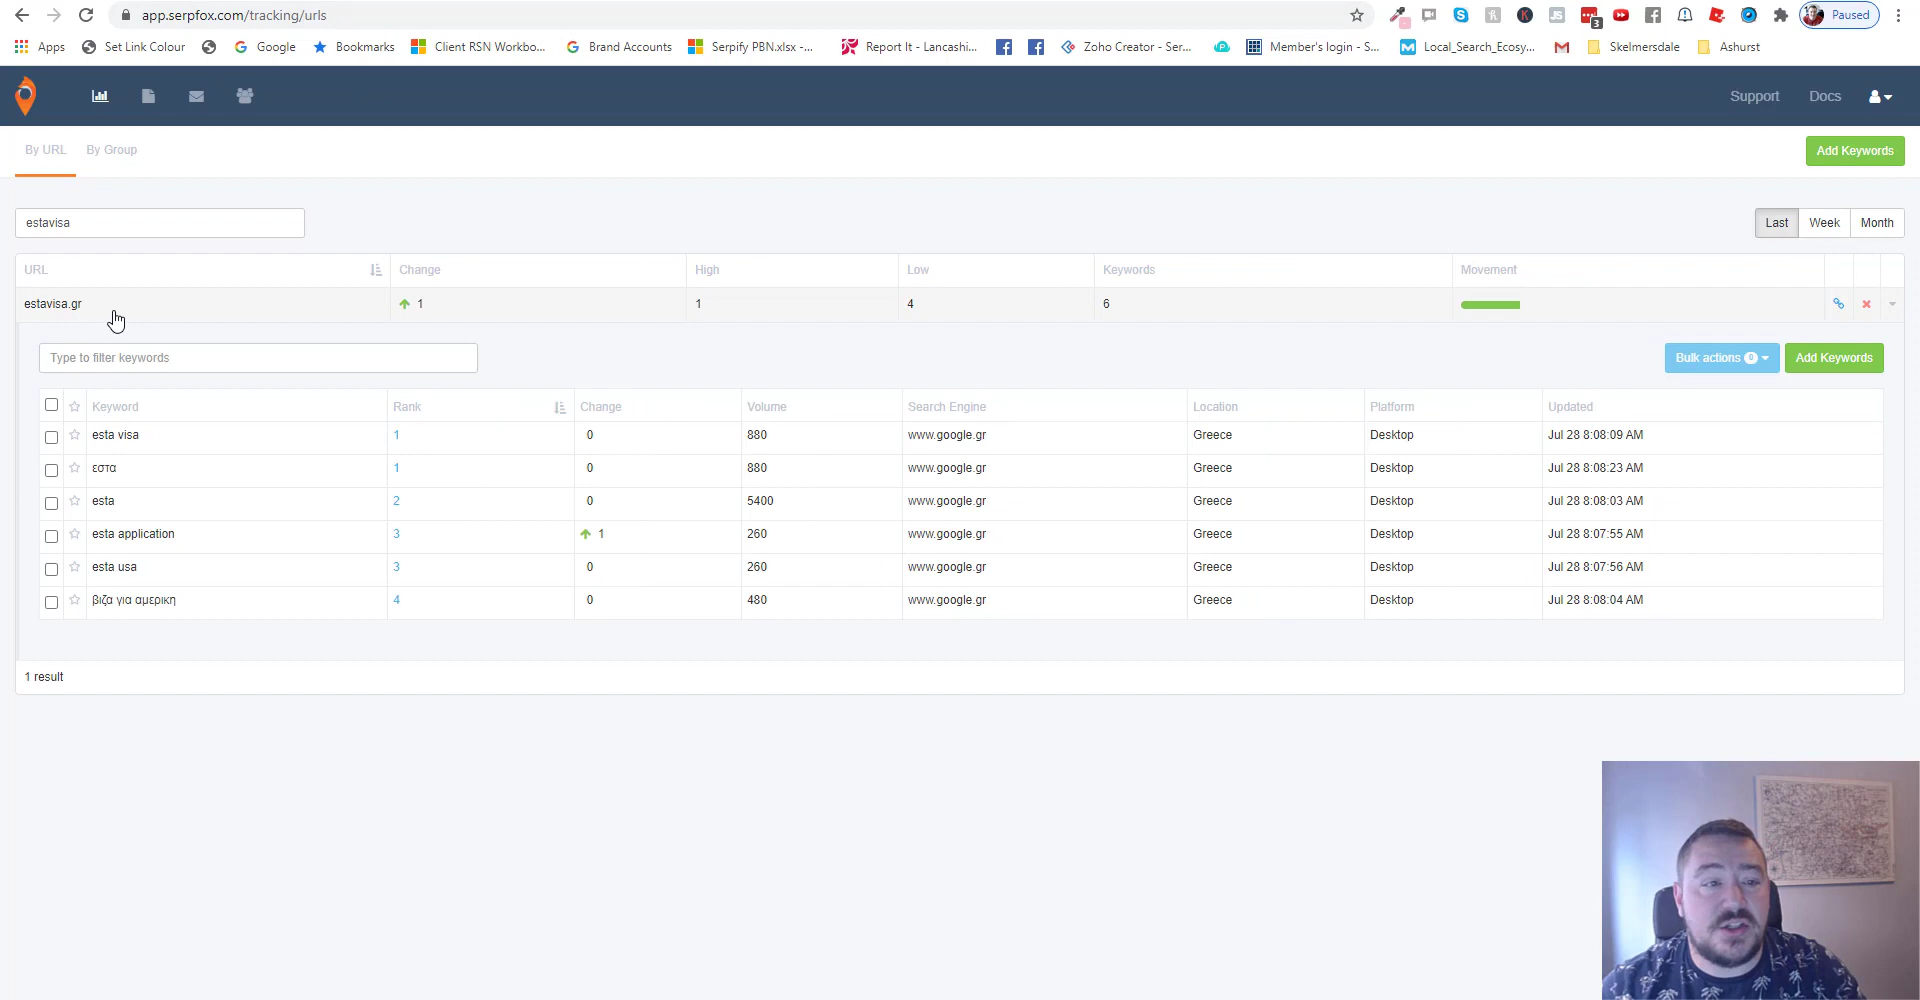 app.serpfox.com/tracking/urls
Paused
Apps Set Link Colour Google Bookmarks Client RSN Workbo... Brand Accounts Serpify PBN.xlsx -... Report It - Lancashi... Zoho Creator - Ser... Member's login - S... Local_Search_Ecosy... Skelmersdale Ashurst
Support Docs
By URL By Group Add Keywords
estavisa Last Week Month
URL Change High Low Keywords Movement
estavisa.gr 1 1 4 6
Type to filter keywords Bulk actions 0 Add Keywords
Keyword Rank Change Volume Search Engine Location Platform Updated
esta visa 1 0 880 www.google.gr Greece Desktop Jul 28 8:08:09 AM
εστα 1 0 880 www.google.gr Greece Desktop Jul 28 8:08:23 AM
esta 2 0 5400 www.google.gr Greece Desktop Jul 28 8:08:03 AM
esta application 3 1 260 www.google.gr Greece Desktop Jul 28 8:07:55 AM
esta usa 3 0 260 www.google.gr Greece Desktop Jul 28 8:07:56 AM
βιζα για αμερικη 4 0 480 www.google.gr Greece Desktop Jul 28 8:08:04 AM
1 result